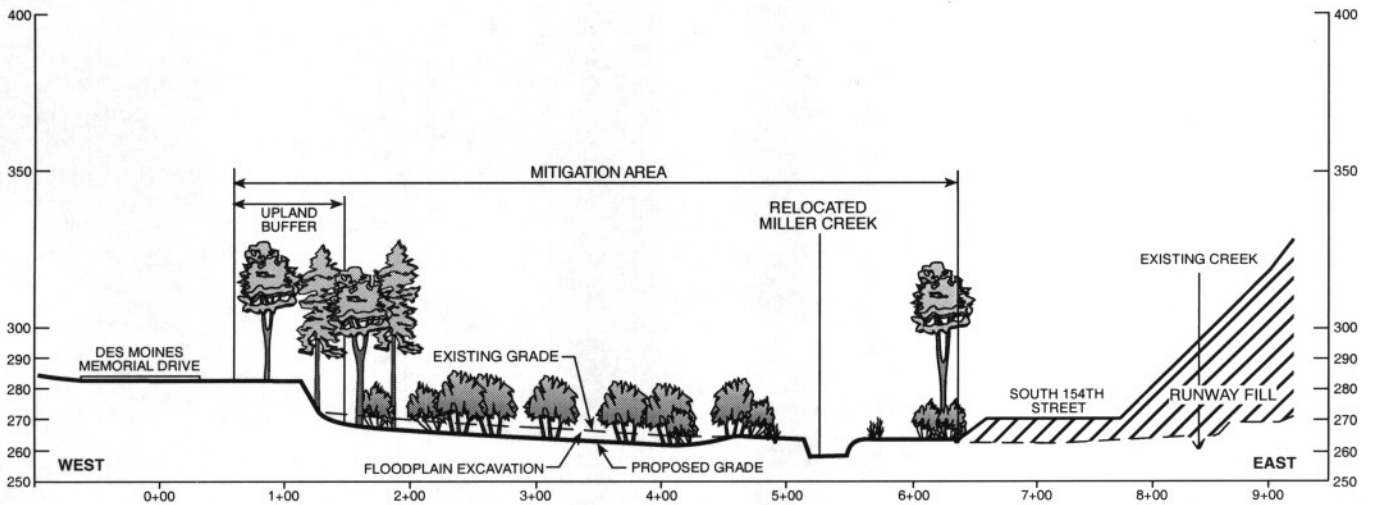 400
400
350
350
MITIGATION AREA
UPLAND
BUFFER
RELOCATED
MILLER CREEK
EXISTING CREEK
300
300
DES MOINES
MEMORIAL DRIVE
EXISTING GRADE
290
290
280
280
SOUTH 154TH
STREET
RUNWAY FILL
270
270
260
260
WEST
FLOODPLAIN EXCAVATION
PROPOSED GRADE
EAST
250
250
0+00
1+00
2+00
3+00
4+00
5+00
6+00
7+00
8+00
9+00